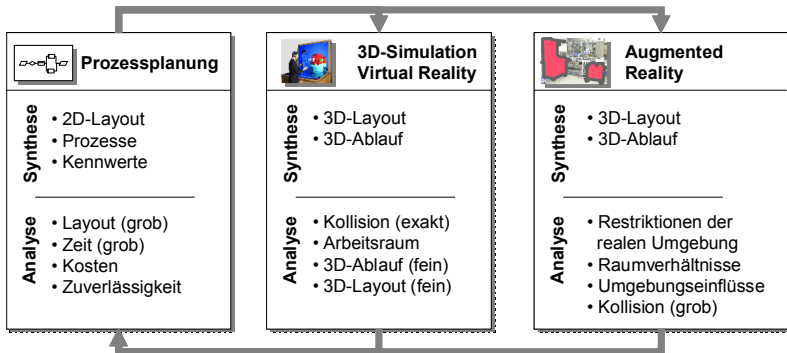 Prozessplanung
Synthese
• 2D-Layout
• Prozesse
• Kennwerte
Analyse
• Layout (grob)
• Zeit (grob)
• Kosten
• Zuverlässigkeit
3D-Simulation
Virtual Reality
Synthese
• 3D-Layout
• 3D-Ablauf
Analyse
• Kollision (exakt)
• Arbeitsraum
• 3D-Ablauf (fein)
• 3D-Layout (fein)
Augmented
Reality
Synthese
• 3D-Layout
• 3D-Ablauf
Analyse
• Restriktionen der
realen Umgebung
• Raumverhältnisse
• Umgebungseinflüsse
• Kollision (grob)